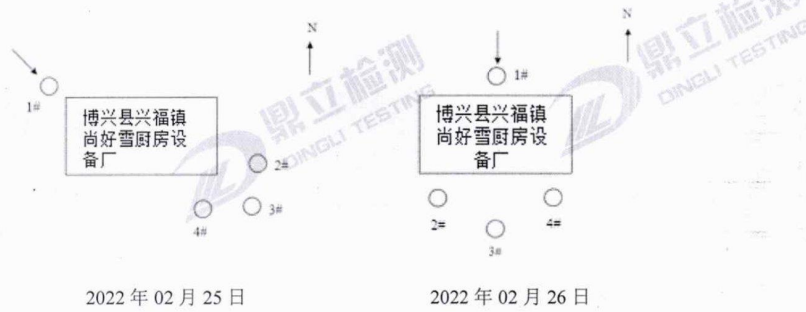 N
1#
博兴县兴福镇
尚好雪厨房设
备厂
2#
3#
4#
2022 年 02 月 25 日
N
1#
博兴县兴福镇
尚好雪厨房设
备厂
2#
4#
3#
2022 年 02 月 26 日
鼎立检测
DINGLI TESTING
鼎立检测
DINGLI TESTING